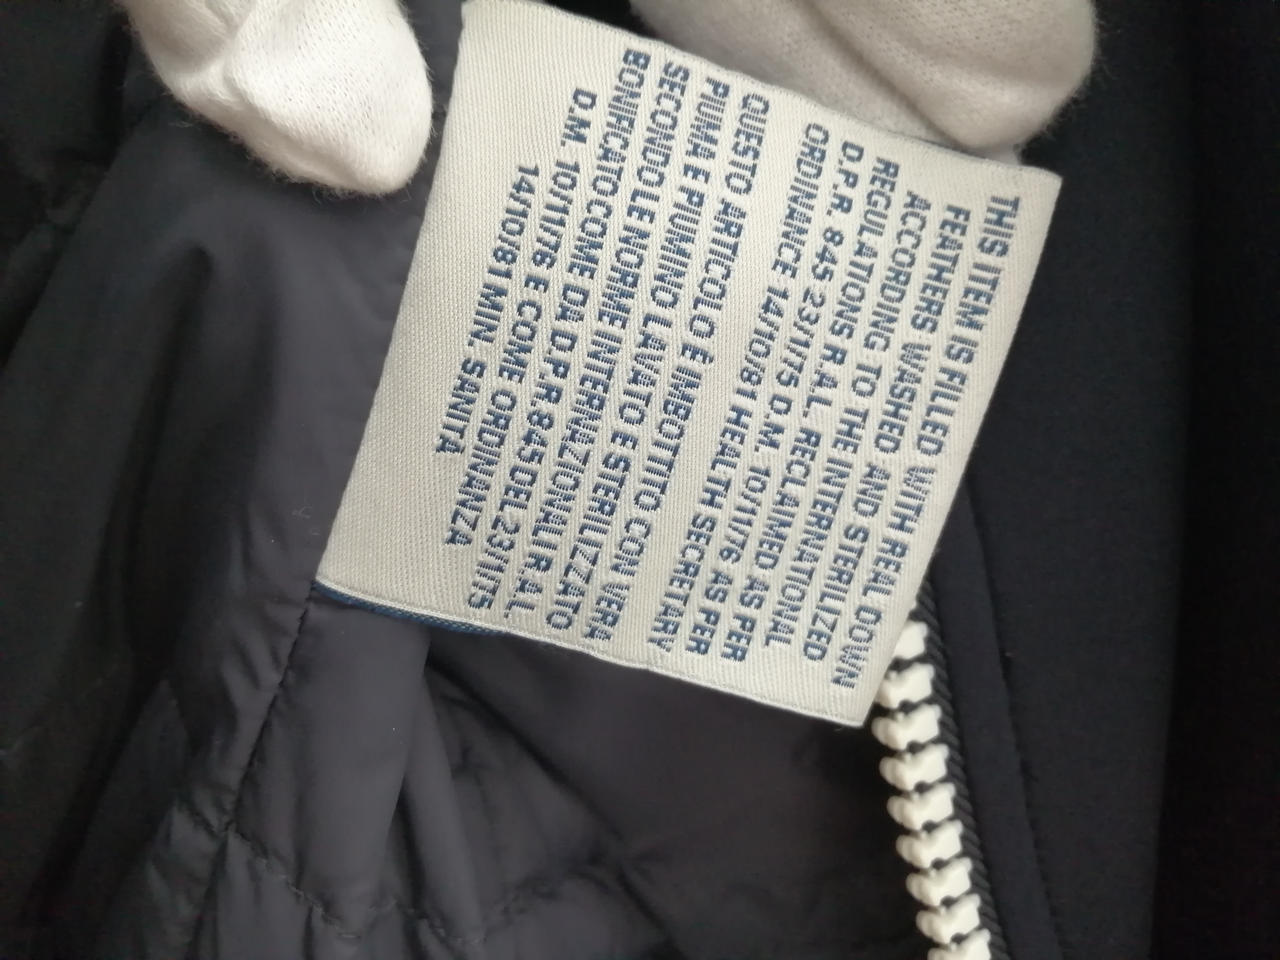 THIS ITEM IS FILLED WITH REAL DOWN
FEATHERS WASHED AND STERILIZED
ACCCORDING TO THE INTERNATIONAL
REGULATIONS R.A.L. RECLAIMED AS PER
D.P.R. 845 23/1/75 D.M. 10/11/76 AS PER
ORDINANCE 14/10/81 HEALTH SECRETARY
QUESTO ARTICOLO E IMBOTTITO CON VERA
PIUMA E PIUMINO LAVATO E STERILIZZATO
SECONDO LE NORME INTERNAZIONALI R.A.L.
BONIFICATO COME DA D.P.R 845 DEL 23/1/75
D.M. 10/11/76 E COME ORDINANZA
14/10/81 MIN. SANITA